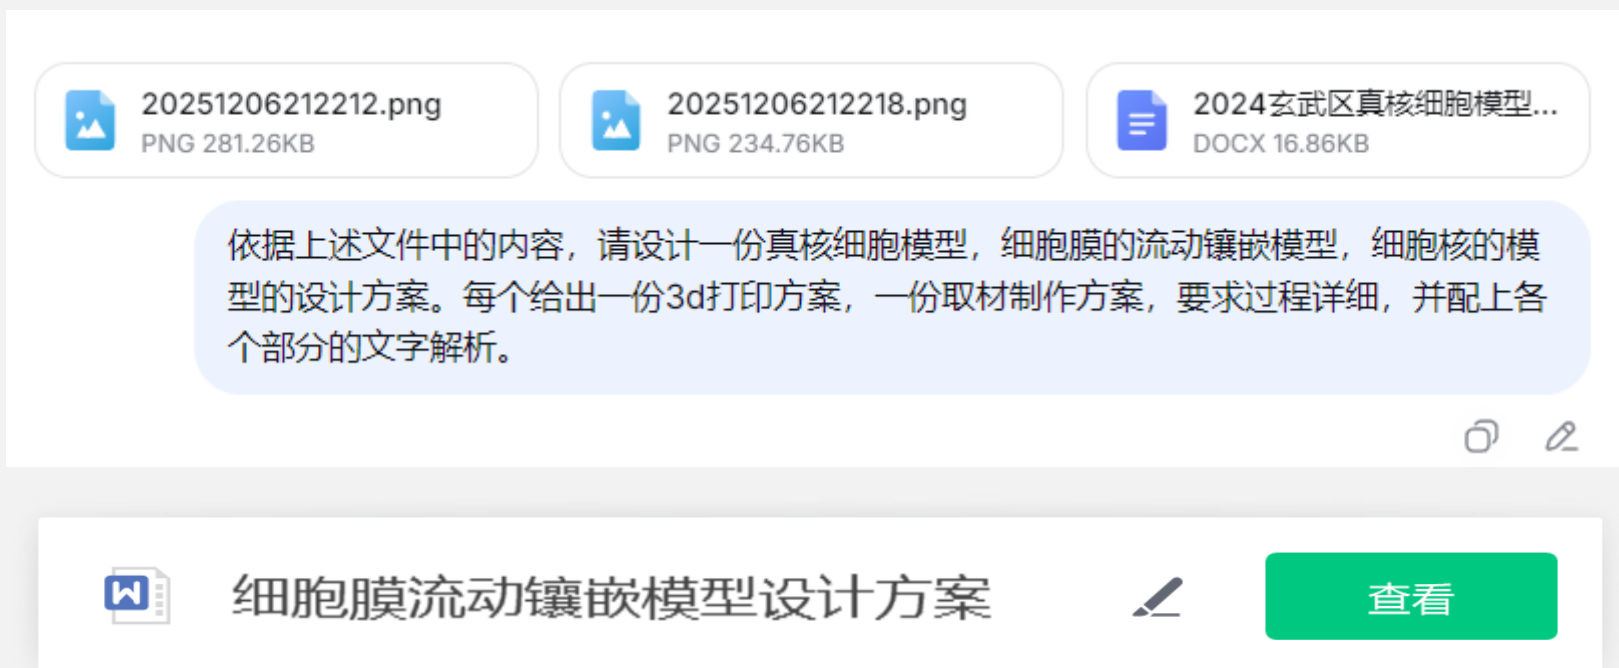 20251206212212.png
PNG 281.26KB
20251206212218.png
PNG 234.76KB
2024玄武区真核细胞模型...
DOCX 16.86KB
依据上述文件中的内容，请设计一份真核细胞模型，细胞膜的流动镶嵌模型，细胞核的模
型的设计方案。每个给出一份3d打印方案，一份取材制作方案，要求过程详细，并配上各
个部分的文字解析。
W
细胞膜流动镶嵌模型设计方案
查看